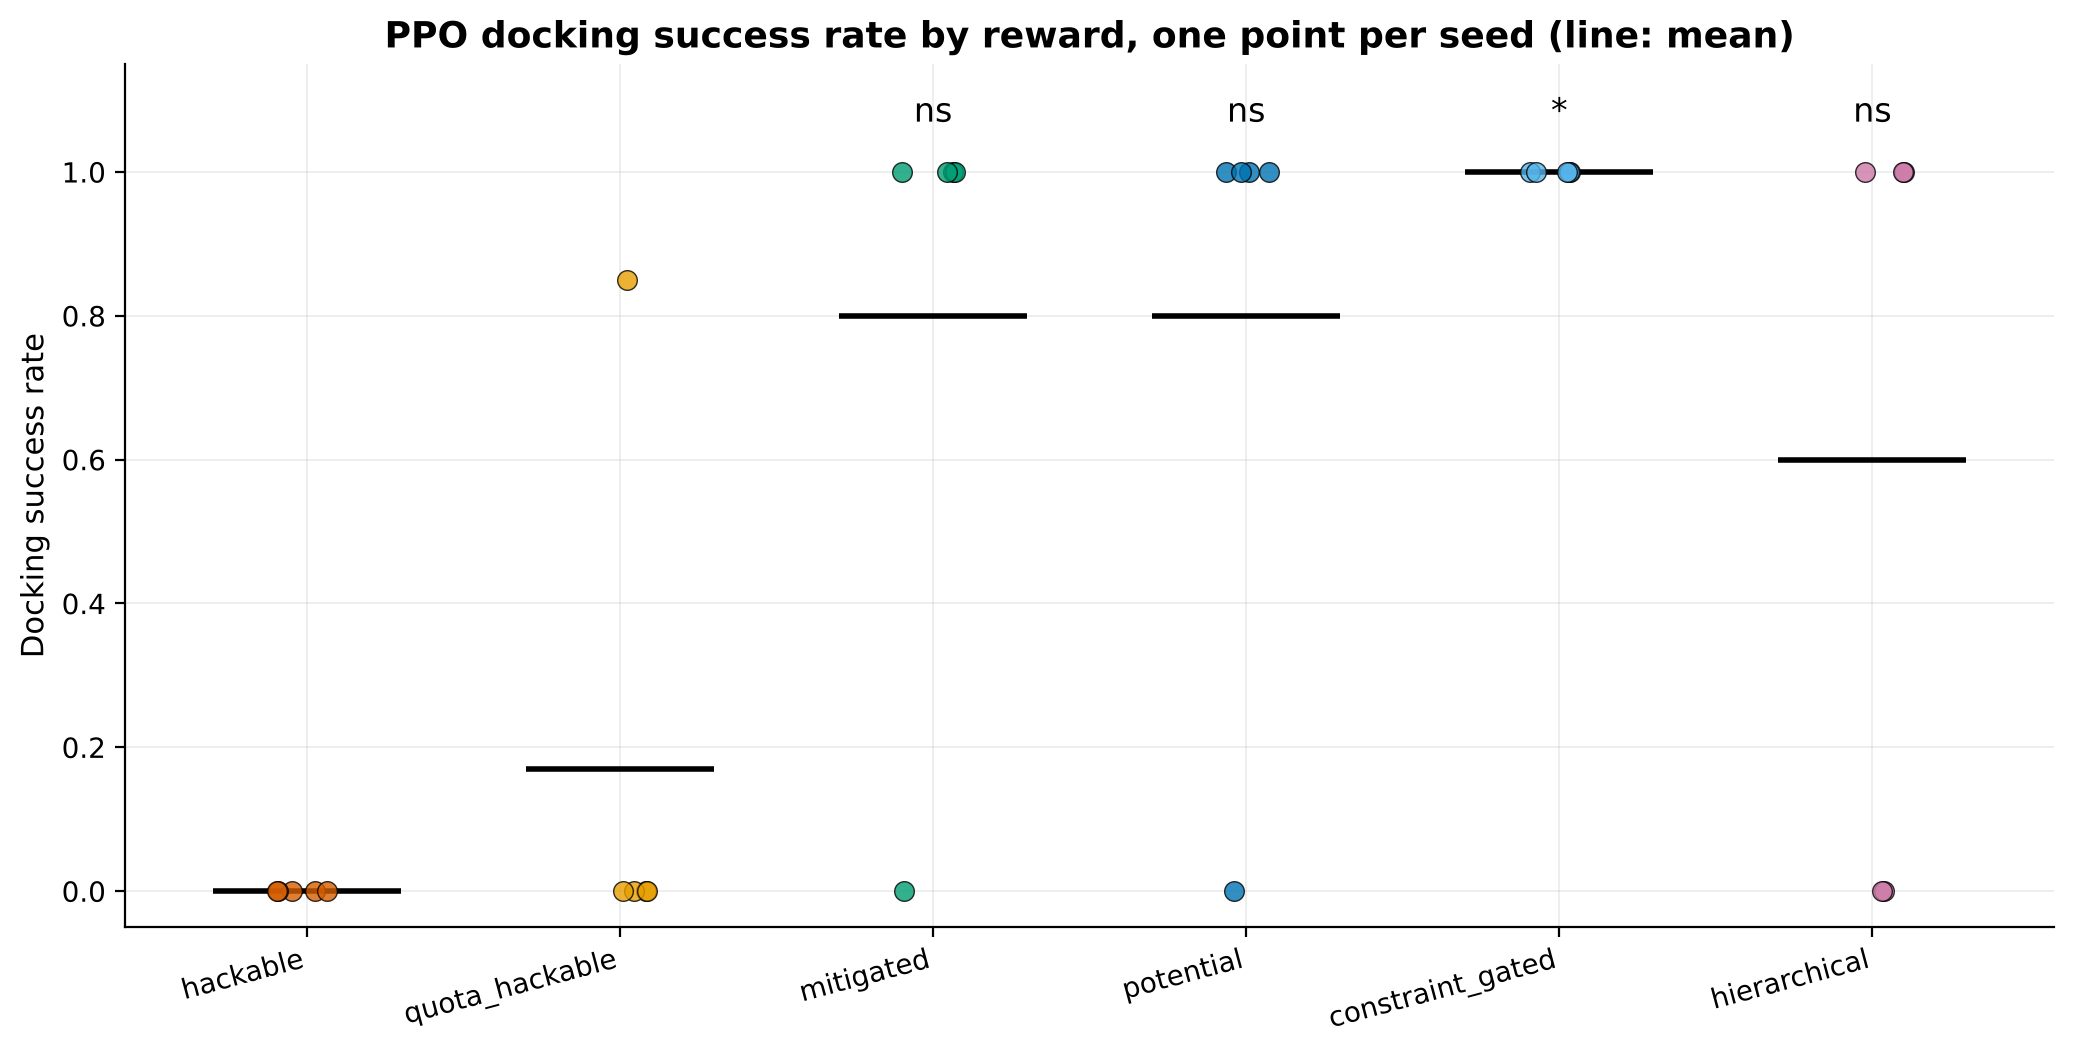 PPO docking success rate by reward, one point per seed (line: mean)
ns
ns
*
ns
Docking success rate
1.0
0.8
0.6
0.4
0.2
0.0
hackable
quota_hackable
mitigated
potential
constraint_gated
hierarchical